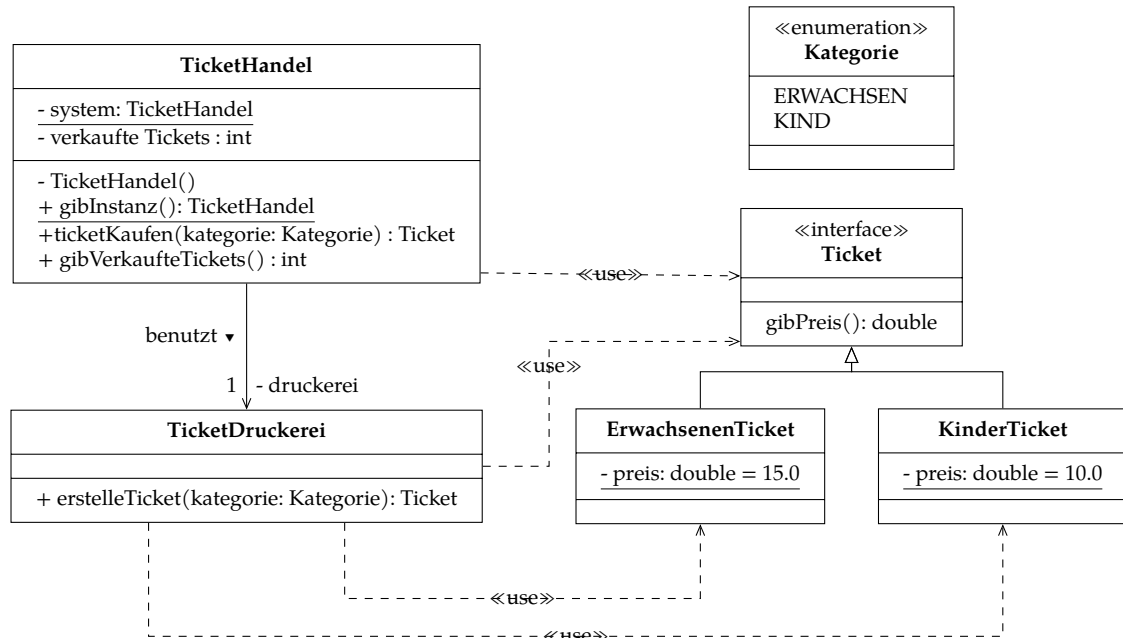 TicketHandel
- system: TicketHandel
- verkaufte Tickets : int
- TicketHandel()
+ gibInstanz(): TicketHandel
+ticketKaufen(kategorie: Kategorie) : Ticket
+ gibVerkaufteTickets() : int
≪enumeration≫
Kategorie
ERWACHSEN
KIND
≪interface≫
Ticket
gibPreis(): double
≪use≫
benutzt ▾
1 - druckerei
≪use≫
TicketDruckerei
+ erstelleTicket(kategorie: Kategorie): Ticket
ErwachsenenTicket
- preis: double = 15.0
KinderTicket
- preis: double = 10.0
≪use≫
≪use≫